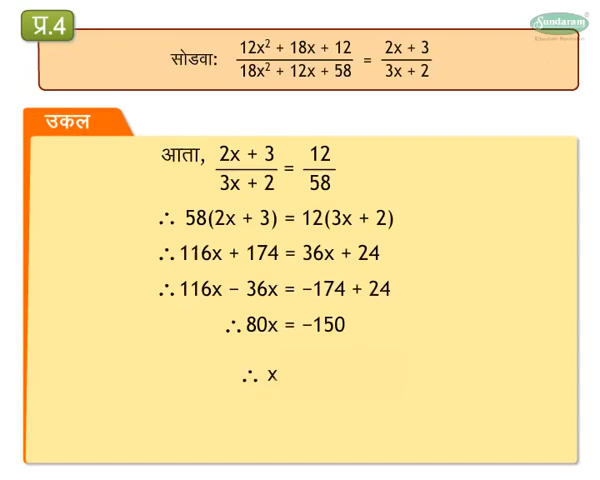 प्र.4
Sundaram
सोडवा: 12x² + 18x + 12 / 18x² + 12x + 58 = 2x + 3 / 3x + 2
उकल
आता, 2x + 3 / 3x + 2 = 12 / 58
∴ 58(2x + 3) = 12(3x + 2)
∴ 116x + 174 = 36x + 24
∴ 116x − 36x = −174 + 24
∴ 80x = −150
∴ x